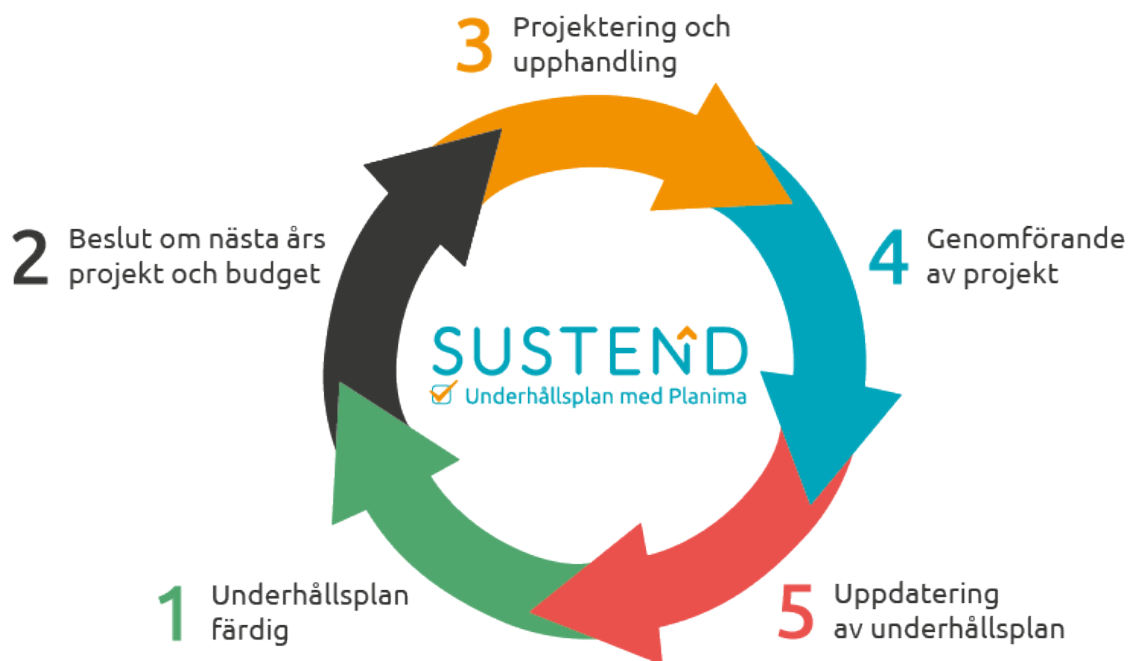 3 Projektering och
upphandling
2 Beslut om nästa års
projekt och budget
4 Genomförande
av projekt
SUSTEND
Underhållsplan med Planima
1 Underhållsplan
färdig
5 Uppdatering
av underhållsplan